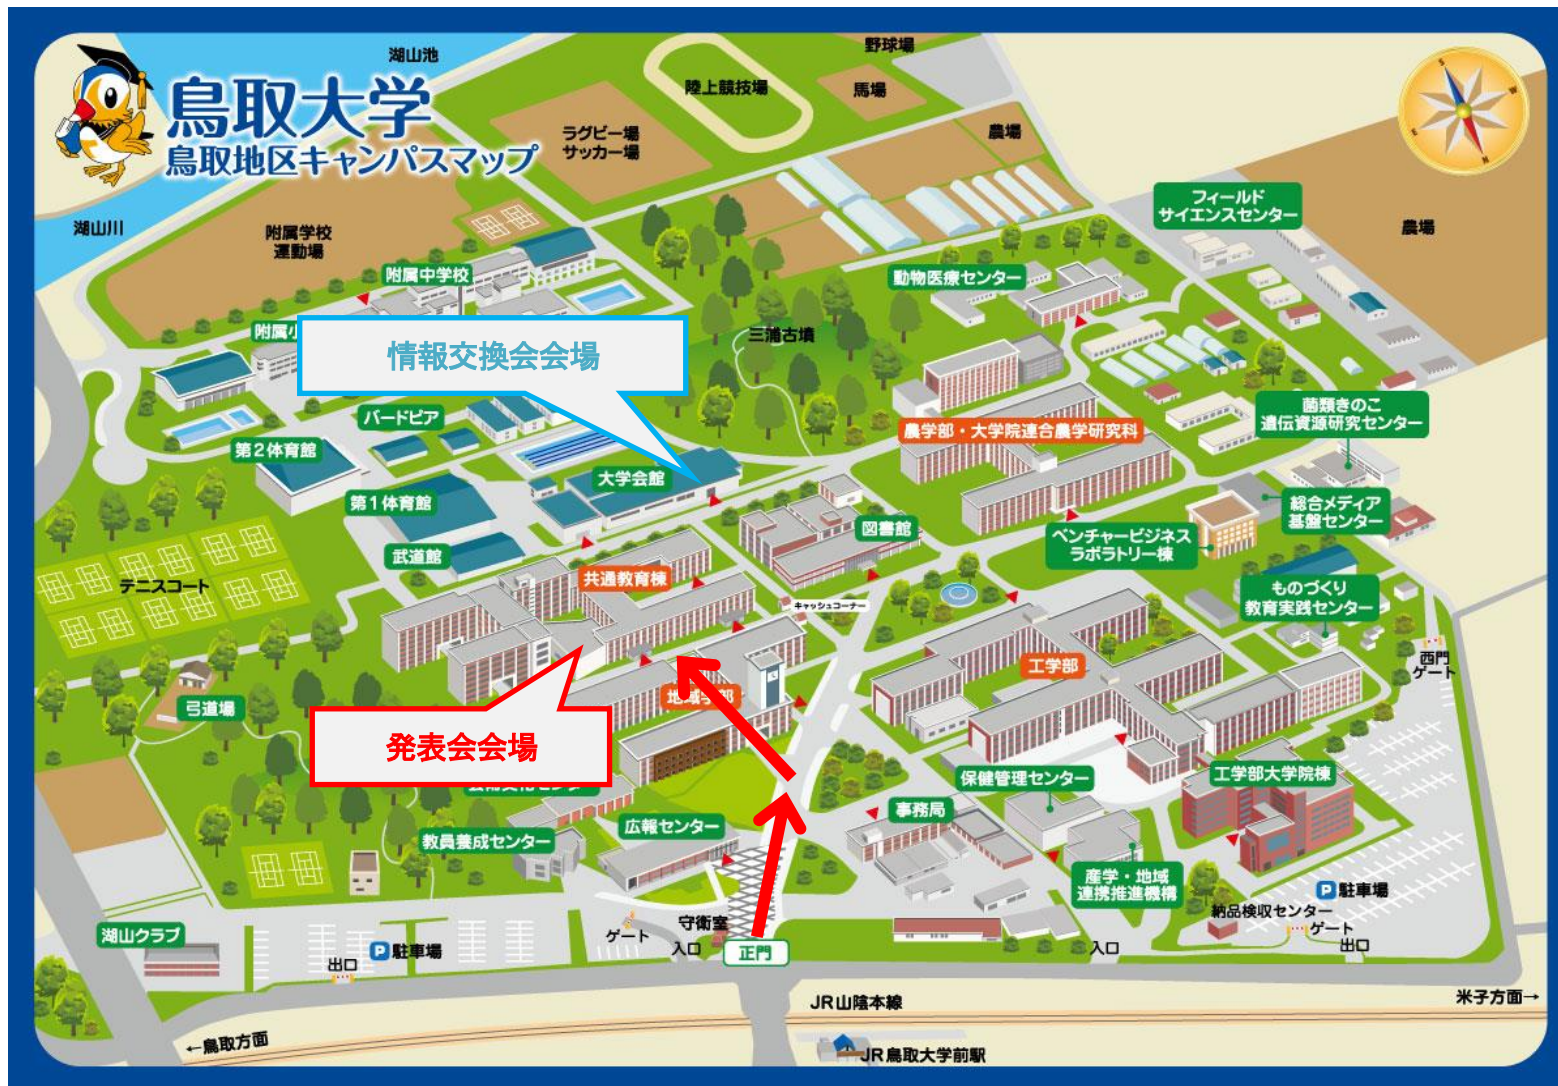 湖山池
野球場
鳥取大学
鳥取地区キャンパスマップ
陸上競技場
馬場
ラグビー場
サッカー場
農場
S
W
E
N
フィールド
サイエンスセンター
湖山川
附属学校
運動場
農場
附属中学校
動物医療センター
附属小
三浦古墳
情報交換会会場
バードピア
菌類きのこ
遺伝資源研究センター
農学部・大学院連合農学研究科
第2体育館
大学会館
第1体育館
総合メディア
基盤センター
図書館
ベンチャービジネス
ラボラトリー棟
武道館
共通教育棟
テニスコート
ものづくり
教育実践センター
キャッシュコーナー
工学部
西門
ゲート
地域学部
弓道場
発表会会場
保健管理センター
工学部大学院棟
事務局
広報センター
教員養成センター
産学・地域
連携推進機構
P 駐車場
納品検収センター
ゲート
出口
湖山クラブ
守衛室
ゲート
入口
正門
P 駐車場
出口
入口
JR山陰本線
米子方面→
←鳥取方面
JR鳥取大学前駅